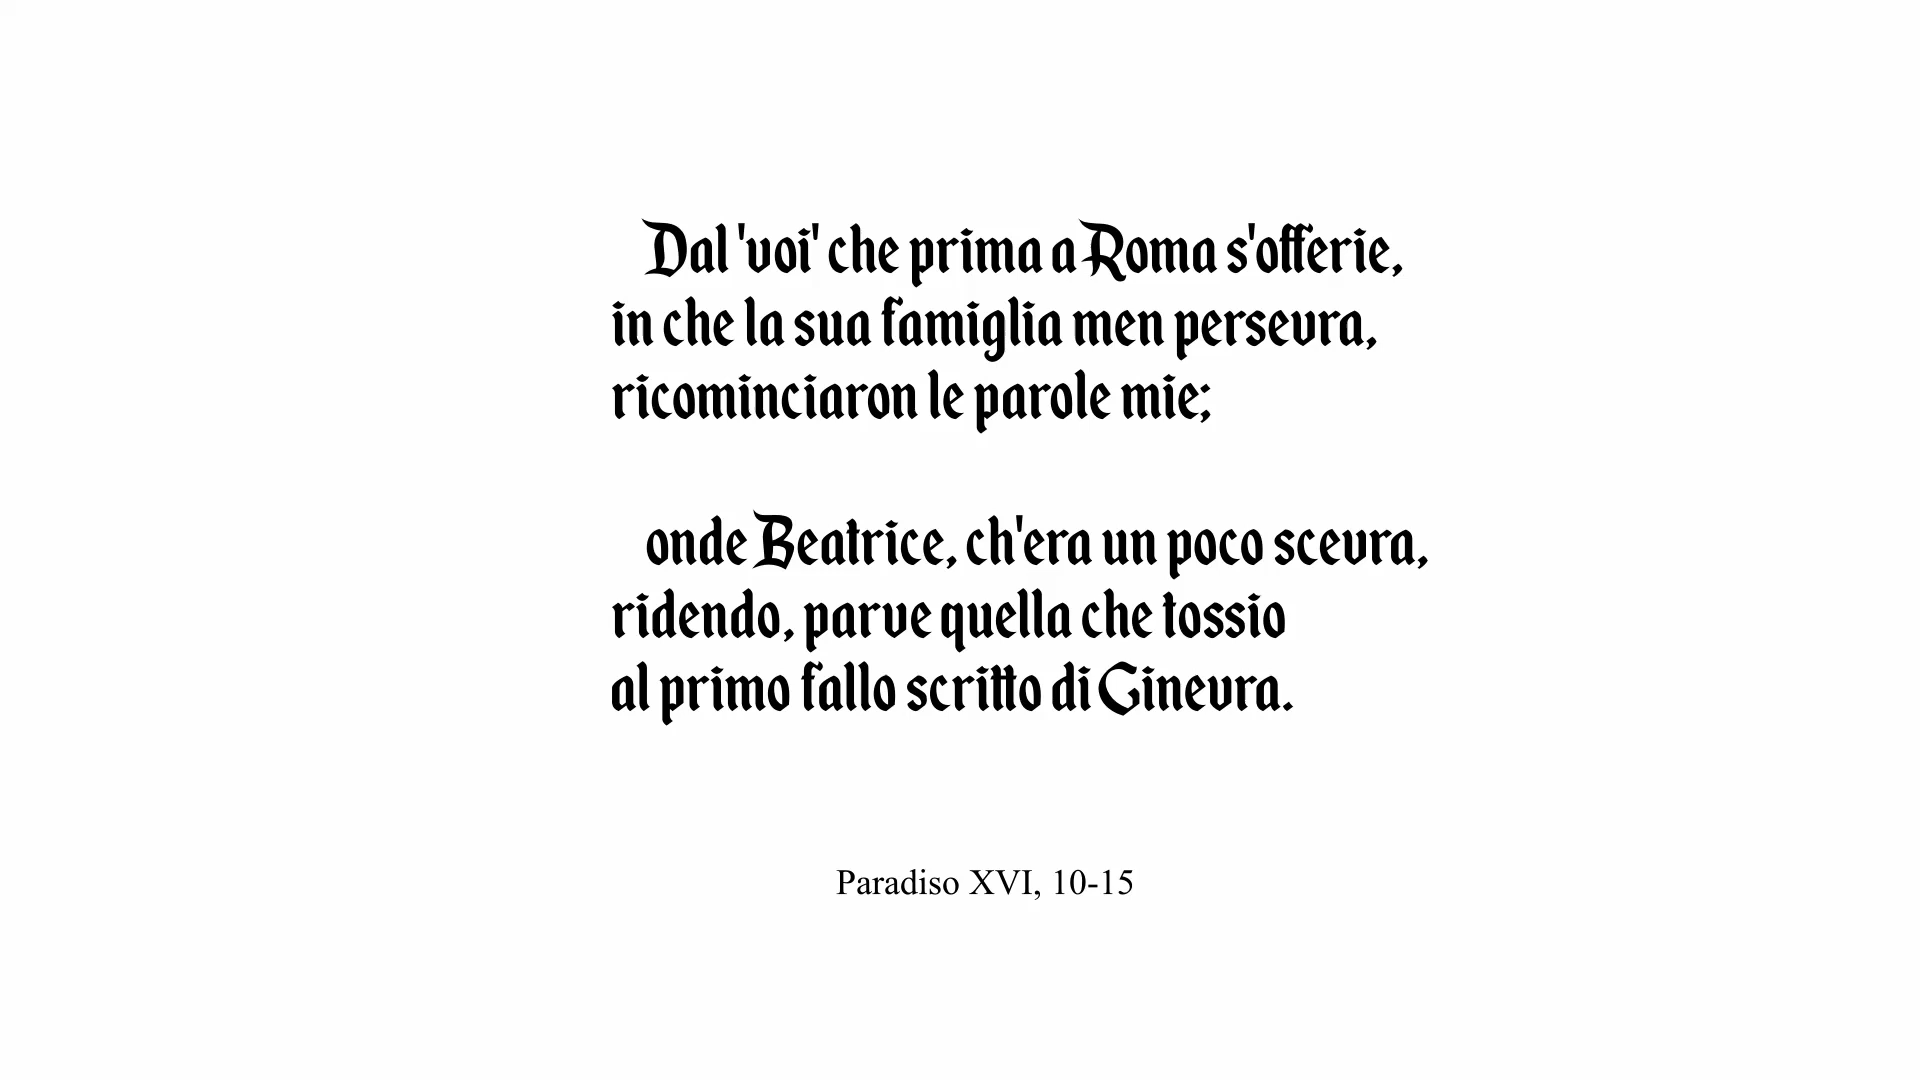 Dal 'voi' che prima a Roma s'offerie,
in che la sua famiglia men persevra,
ricominciaron le parole mie;
onde Beatrice, ch'era un poco scevra,
ridendo, parve quella che tossio
al primo fallo scritto di Ginevra.
Paradiso XVI, 10-15